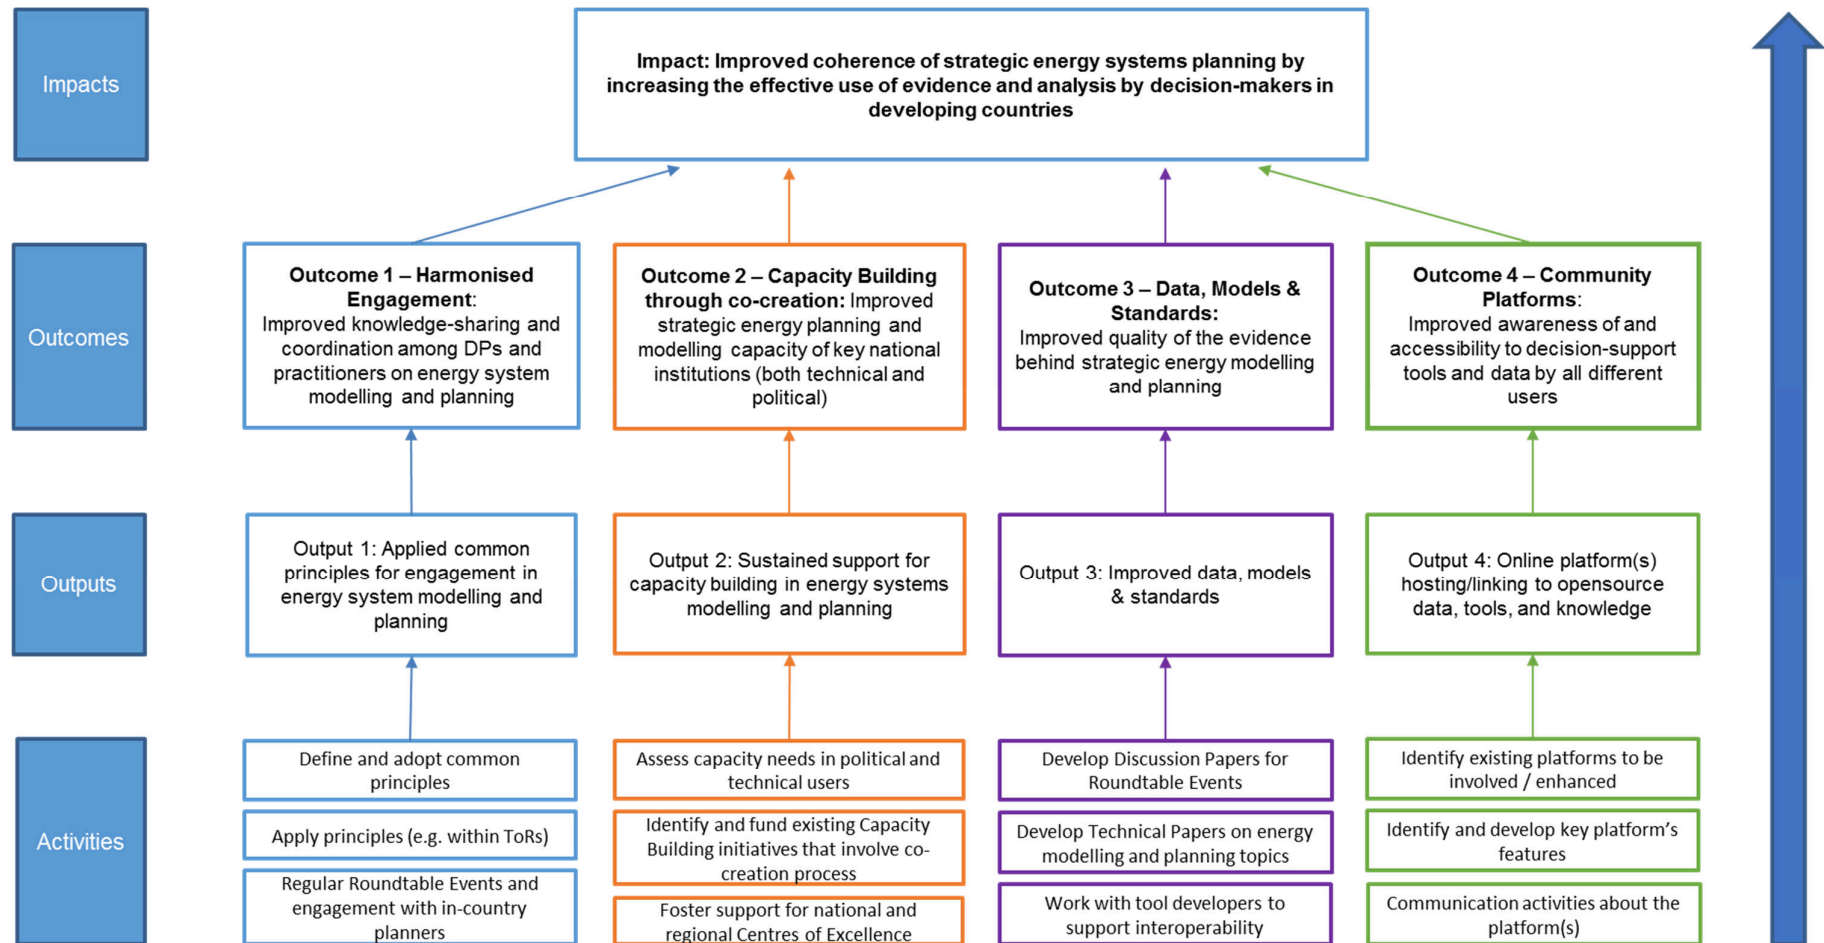 Impacts
Impact: Improved coherence of strategic energy systems planning by
increasing the effective use of evidence and analysis by decision-makers in
developing countries
Outcomes
Outcome 1 – Harmonised
Engagement:
Improved knowledge-sharing and
coordination among DPs and
practitioners on energy system
modelling and planning
Outcome 2 – Capacity Building
through co-creation: Improved
strategic energy planning and
modelling capacity of key national
institutions (both technical and
political)
Outcome 3 – Data, Models &
Standards:
Improved quality of the evidence
behind strategic energy modelling
and planning
Outcome 4 – Community
Platforms:
Improved awareness of and
accessibility to decision-support
tools and data by all different
users
Outputs
Output 1: Applied common
principles for engagement in
energy system modelling and
planning
Output 2: Sustained support for
capacity building in energy systems
modelling and planning
Output 3: Improved data, models
& standards
Output 4: Online platform(s)
hosting/linking to opensource
data, tools, and knowledge
Activities
Define and adopt common
principles
Apply principles (e.g. within ToRs)
Regular Roundtable Events and
engagement with in-country
planners
Assess capacity needs in political and
technical users
Identify and fund existing Capacity
Building initiatives that involve co-
creation process
Foster support for national and
regional Centres of Excellence
Develop Discussion Papers for
Roundtable Events
Develop Technical Papers on energy
modelling and planning topics
Work with tool developers to
support interoperability
Identify existing platforms to be
involved / enhanced
Identify and develop key platform's
features
Communication activities about the
platform(s)